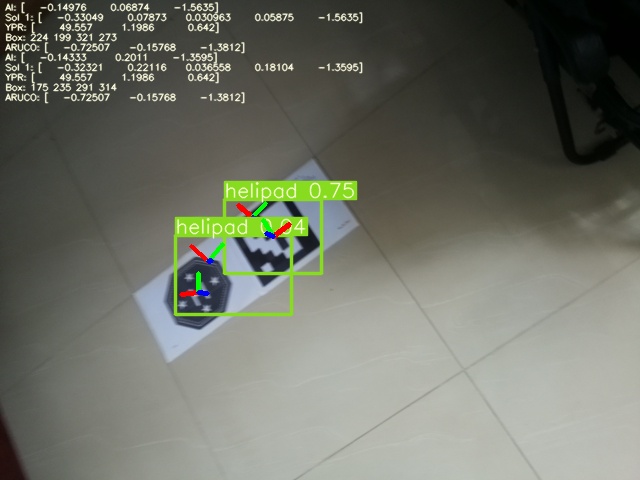 AI: [ -0.14976 0.06874 -1.5635]
Sol 1: [ -0.33049 0.07873 0.030963 0.05875 -1.5635]
YPR: [ 49.557 1.1986 0.642]
Box: 224 199 321 273
ARUCO: [ -0.72507 -0.15768 -1.3812]
AI: [ -0.14333 0.2011 -1.3595]
Sol 1: [ -0.32321 0.22116 0.036558 0.18104 -1.3595]
YPR: [ 49.557 1.1986 0.642]
Box: 175 235 291 314
ARUCO: [ -0.72507 -0.15768 -1.3812]
helipad 0.75
helipad 0.94